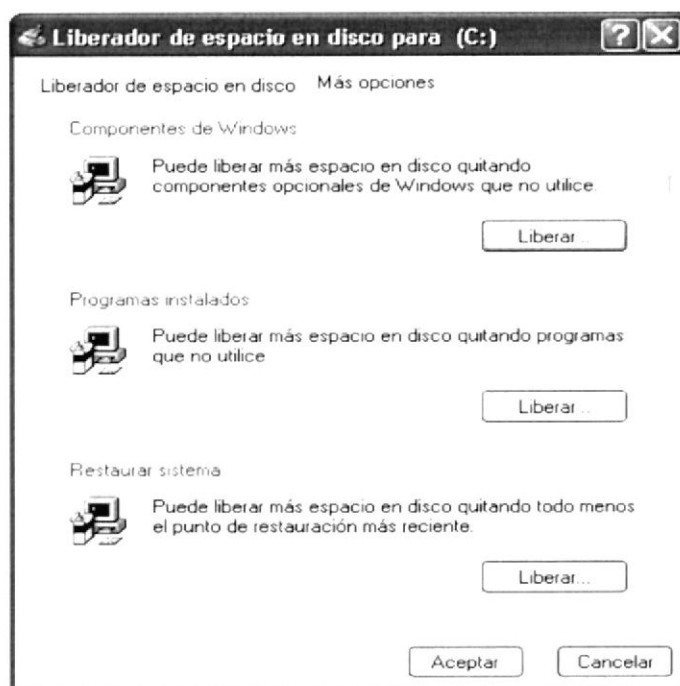 Liberador de espacio en disco para (C:)
Liberador de espacio en disco Más opciones
Componentes de Windows
Puede liberar más espacio en disco quitando
componentes opcionales de Windows que no utilice.
Liberar...
Programas instalados
Puede liberar más espacio en disco quitando programas
que no utilice
Liberar...
Restaurar sistema
Puede liberar más espacio en disco quitando todo menos
el punto de restauración más reciente.
Liberar...
Aceptar Cancelar